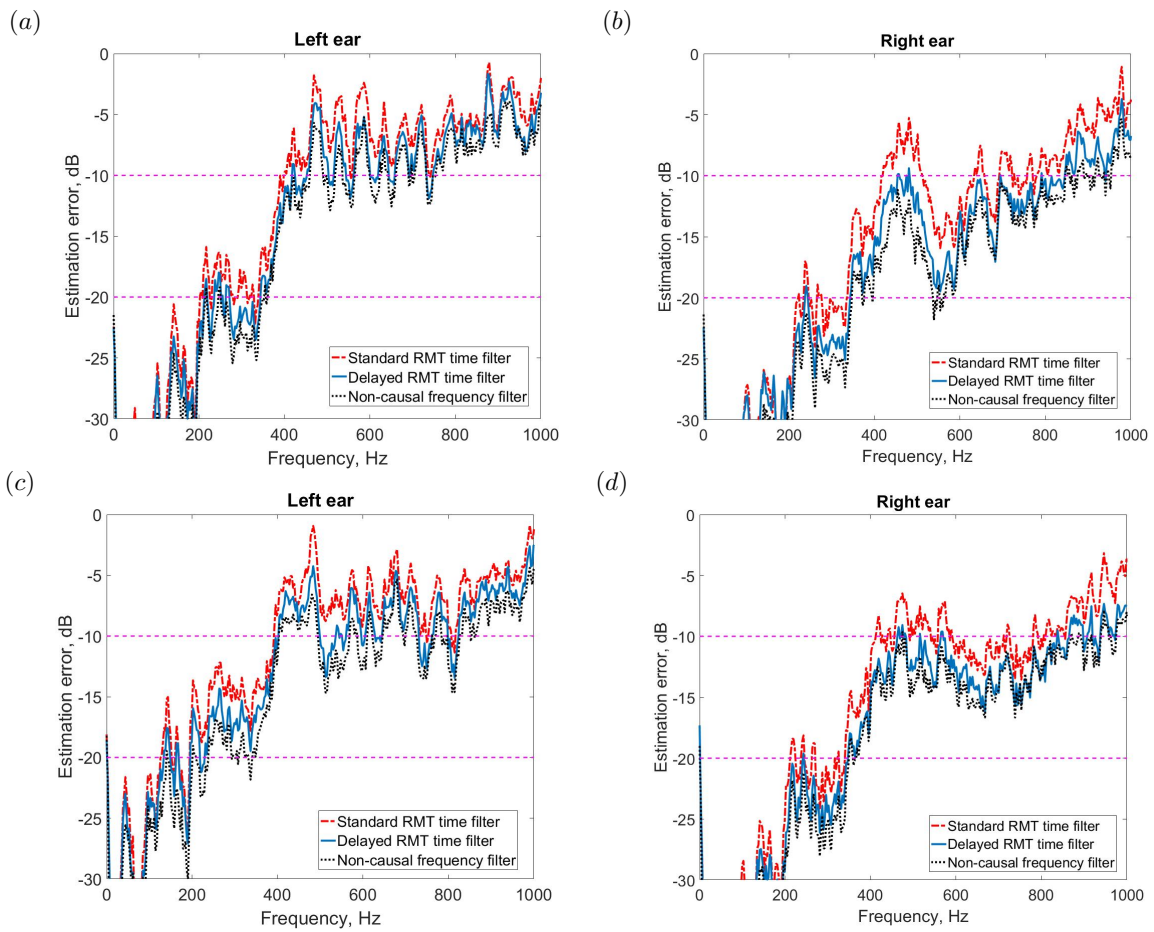 (a)
Left ear
Estimation error, dB
0
-5
-10
-15
-20
-25
-30
0 200 400 600 800 1000
Frequency, Hz
Standard RMT time filter
Delayed RMT time filter
Non-causal frequency filter
(b)
Right ear
Estimation error, dB
0
-5
-10
-15
-20
-25
-30
0 200 400 600 800 1000
Frequency, Hz
Standard RMT time filter
Delayed RMT time filter
Non-causal frequency filter
(c)
Left ear
Estimation error, dB
0
-5
-10
-15
-20
-25
-30
0 200 400 600 800 1000
Frequency, Hz
Standard RMT time filter
Delayed RMT time filter
Non-causal frequency filter
(d)
Right ear
Estimation error, dB
0
-5
-10
-15
-20
-25
-30
0 200 400 600 800 1000
Frequency, Hz
Standard RMT time filter
Delayed RMT time filter
Non-causal frequency filter